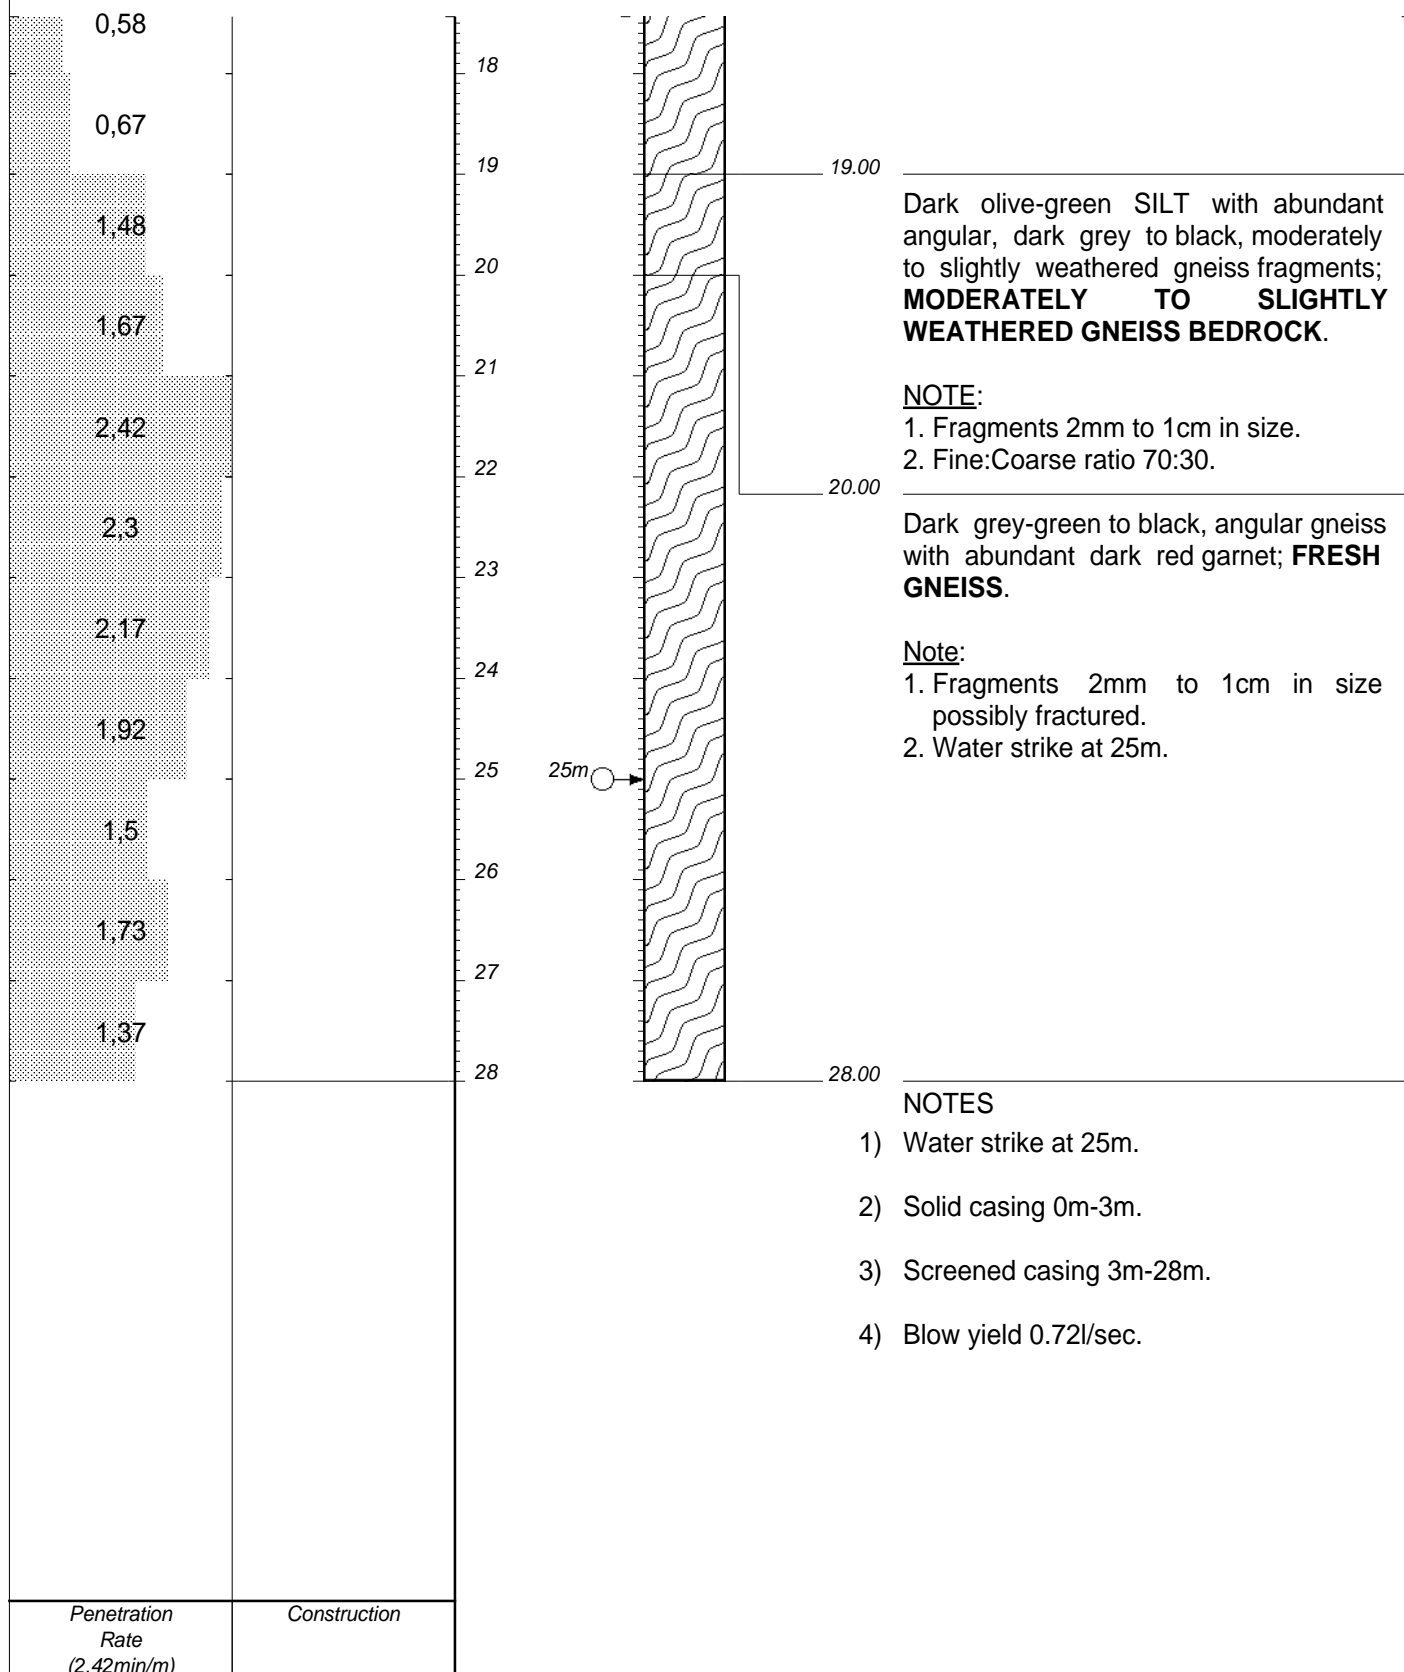 0,58
18
0,67
19
19.00
Dark olive-green SILT with abundant
angular, dark grey to black, moderately
to slightly weathered gneiss fragments;
MODERATELY TO SLIGHTLY
WEATHERED GNEISS BEDROCK.
1,48
20
1,67
21
NOTE:
1. Fragments 2mm to 1cm in size.
2. Fine:Coarse ratio 70:30.
2,42
22
20.00
Dark grey-green to black, angular gneiss
with abundant dark red garnet; FRESH
GNEISS.
2,3
23
2,17
24
Note:
1. Fragments 2mm to 1cm in size
possibly fractured.
2. Water strike at 25m.
1,92
25
25m
1,5
26
1,73
27
1,37
28
28.00
NOTES
1) Water strike at 25m.
2) Solid casing 0m-3m.
3) Screened casing 3m-28m.
4) Blow yield 0.72l/sec.
Penetration
Rate
(2.42min/m)
Construction